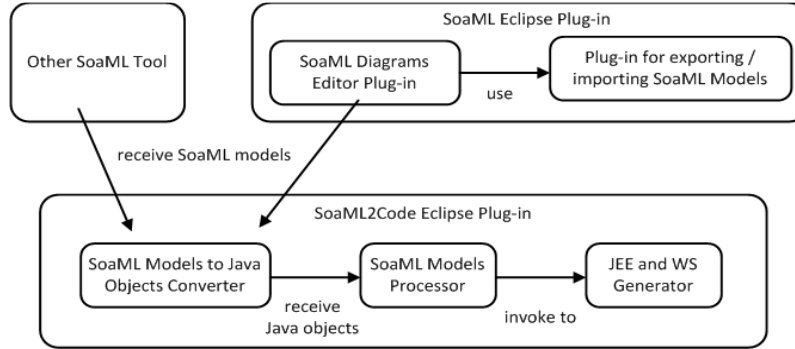 SoaML Eclipse Plug-in
Other SoaML Tool
SoaML Diagrams
Editor Plug-in
use
Plug-in for exporting /
importing SoaML Models
receive SoaML models
SoaML2Code Eclipse Plug-in
SoaML Models to Java
Objects Converter
receive
Java objects
SoaML Models
Processor
invoke to
JEE and WS
Generator